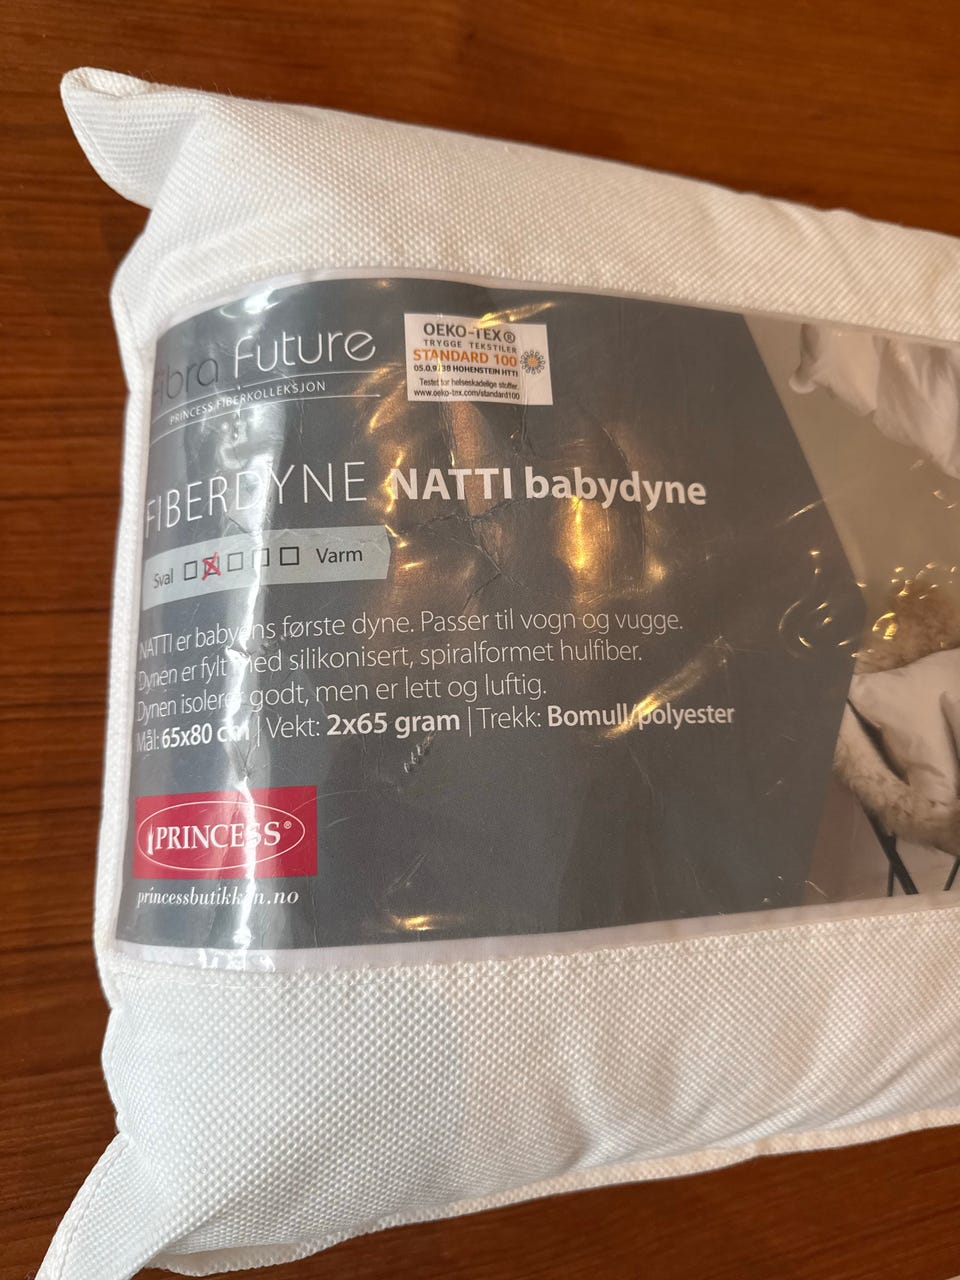 Fibra Future
PRINCESS FIBERKOLLEKSJON
OEKO-TEX®
TRYGGE TEKSTILER
STANDARD 100
HOHENSTEIN HTTI
Testet for helseskadelige stoffer.
www.oeko-tex.com/standard100
FIBERDYNE NATTI babydyne
Sval Varm
NATTI er babyens første dyne. Passer til vogn og vugge.
Dynen er fylt med silikonisert, spiralformet hulfiber.
Dynen isolerer godt, men er lett og luftig.
Mål: 65x80 cm | Vekt: 2x65 gram | Trekk: Bomull/polyester
PRINCESS®
princessbutikken.no